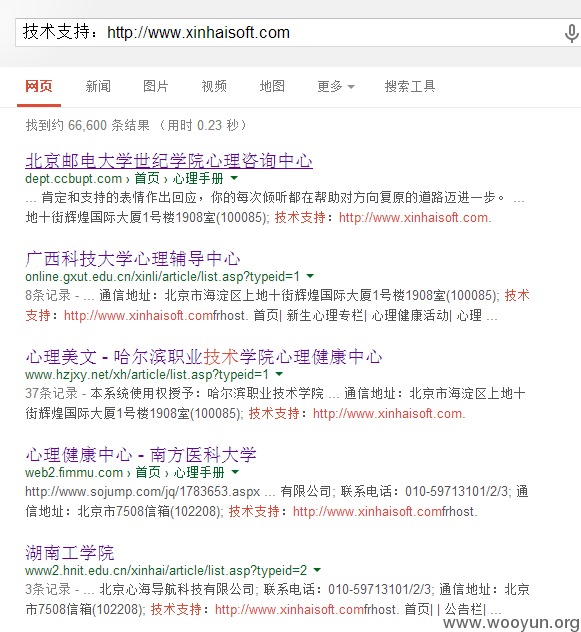 技术支持：http://www.xinhaisoft.com
网页 新闻 图片 视频 地图 更多 搜索工具
找到约 66,600 条结果 （用时 0.23 秒）
北京邮电大学世纪学院心理咨询中心
dept.ccbupt.com › 首页 › 心理手册
... 肯定和支持的表情作出回应，你的每次倾听都在帮助对方向复原的道路迈进一步。 ...
地十街辉煌国际大厦1号楼1908室(100085); 技术支持：http://www.xinhaisoft.com.
广西科技大学心理辅导中心
online.gxut.edu.cn/xinli/article/list.asp?typeid=1
8条记录 - ... 通信地址：北京市海淀区上地十街辉煌国际大厦1号楼1908室(100085); 技术
支持：http://www.xinhaisoft.comfrhost. 首页| 新生心理专栏| 心理健康活动| 心理 ...
心理美文 - 哈尔滨职业技术学院心理健康中心
www.hzjxy.net/xh/article/list.asp?typeid=1
37条记录 - 本系统使用权授予：哈尔滨职业技术学院 ... 通信地址：北京市海淀区上地十
街辉煌国际大厦1号楼1908室(100085); 技术支持：http://www.xinhaisoft.com.
心理健康中心 - 南方医科大学
web2.fimmu.com › 首页 › 心理手册
http://www.sojump.com/jq/1783653.aspx ... 有限公司; 联系电话：010-59713101/2/3; 通
信地址：北京市7508信箱(102208); 技术支持：http://www.xinhaisoft.comfrhost.
湖南工学院
www2.hnit.edu.cn/xinhai/article/list.asp?typeid=2
3条记录 - ... 北京心海导航科技有限公司; 联系电话：010-59713101/2/3; 通信地址：北京
市7508信箱(102208); 技术支持：http://www.xinhaisoft.comfrhost. 首页| | 公告栏| ...
www.wooyun.org